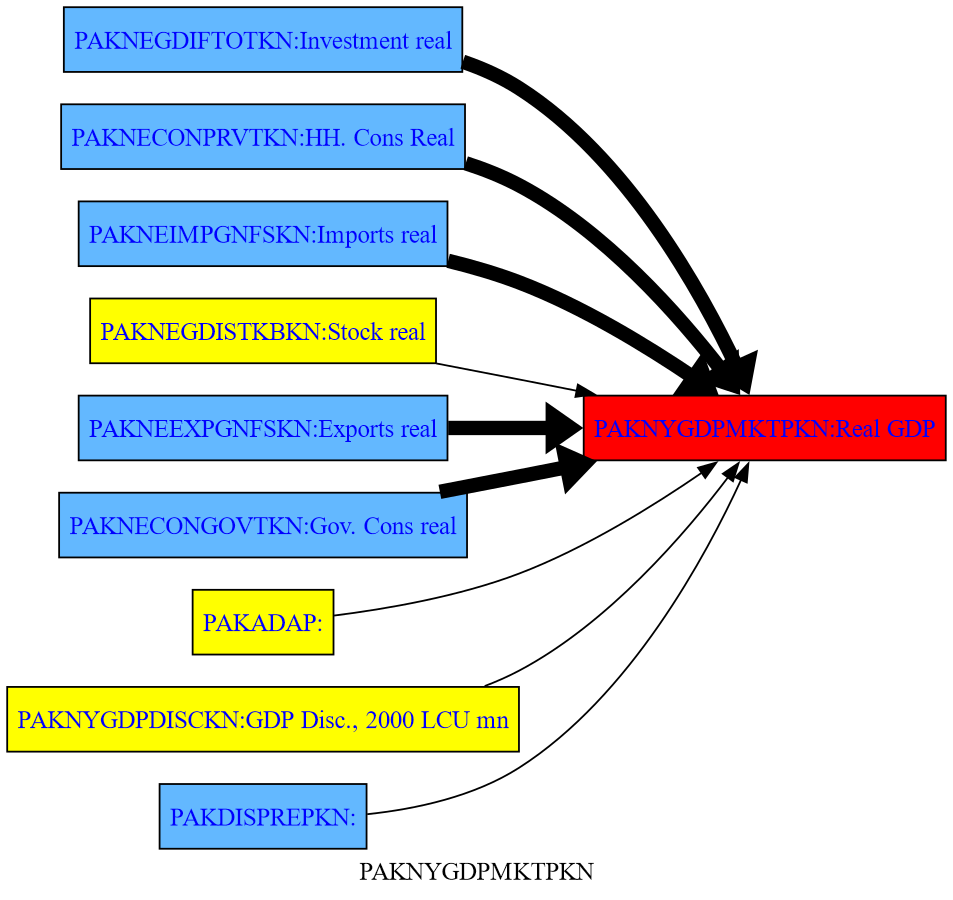 PAKNEGDIFTOTKN:Investment real
PAKNECONPRVTKN:HH. Cons Real
PAKNEIMPGNFSKN:Imports real
PAKNEGDISTKBKN:Stock real
PAKNEEXPGNFSKN:Exports real
PAKNYGDPMKTPKN:Real GDP
PAKNECONGOVTKN:Gov. Cons real
PAKADAP:
PAKNYGDPDISCKN:GDP Disc., 2000 LCU mn
PAKDISPREPKN:
PAKNYGDPMKTPKN